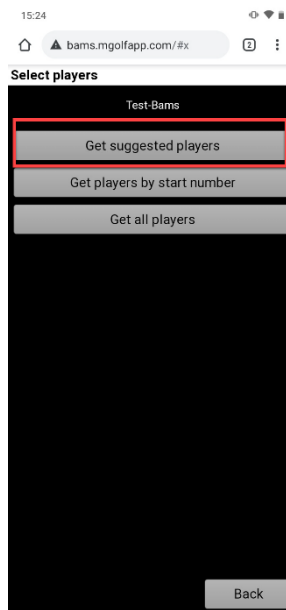 15:24
bams.mgolfapp.com/#x
2
Select players
Test-Bams
Get suggested players
Get players by start number
Get all players
Back